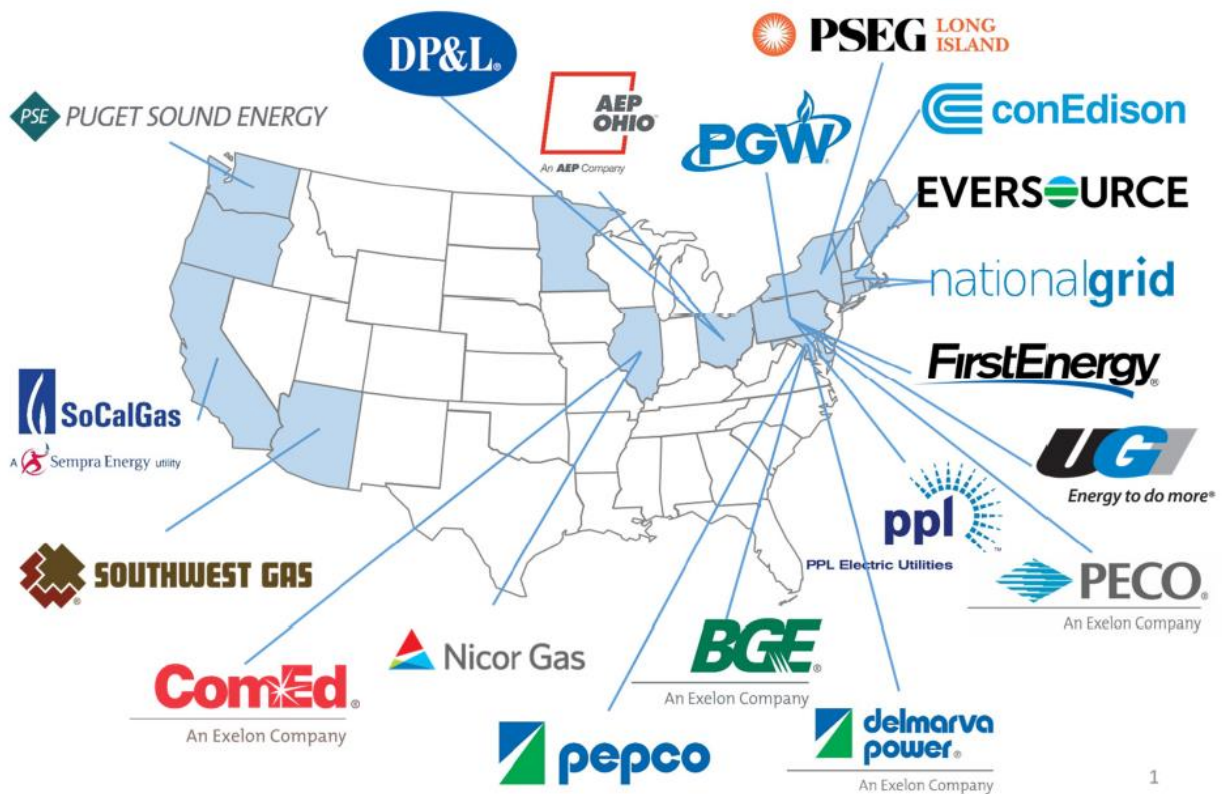 DP&L®
PSEG LONG
ISLAND
AEP
OHIO
An AEP Company
PSE PUGET SOUND ENERGY
PGW®
conEdison
EVERSOURCE
nationalgrid
FirstEnergy®
SoCalGas
A Sempra Energy utility
UGI
Energy to do more®
ppl™
PPL Electric Utilities
SOUTHWEST GAS®
PECO®
An Exelon Company
Nicor Gas
BGE®
An Exelon Company
ComEd®
An Exelon Company
pepco
delmarva
power®
An Exelon Company
1